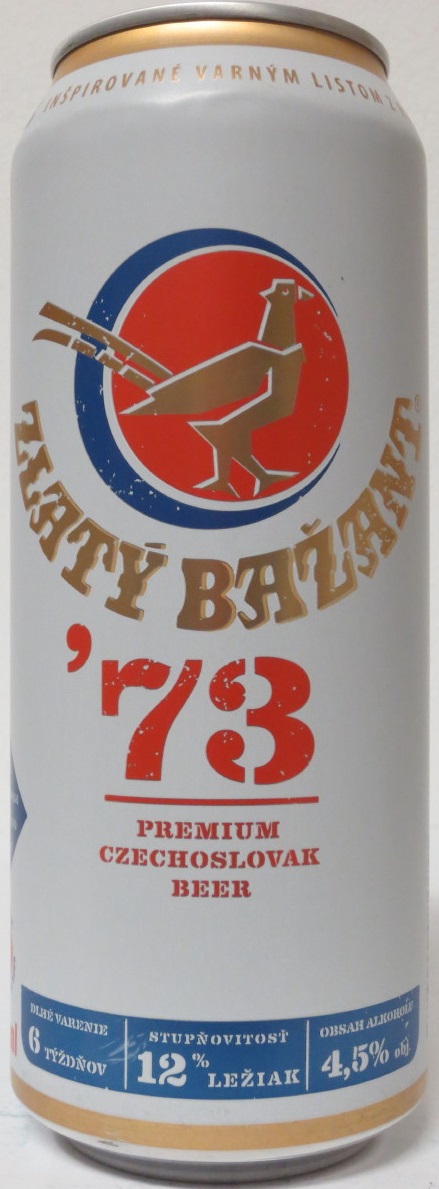 INŠPIROVANÉ VARNÝM LISTOM Z
ZLATÝ BAŽANT®
'73
PREMIUM
CZECHOSLOVAK
BEER
DLHÉ VARENIE
6 TÝŽDŇOV
STUPŇOVITOSŤ
12% LEŽIAK
OBSAH ALKOHOLU
4,5% obj.